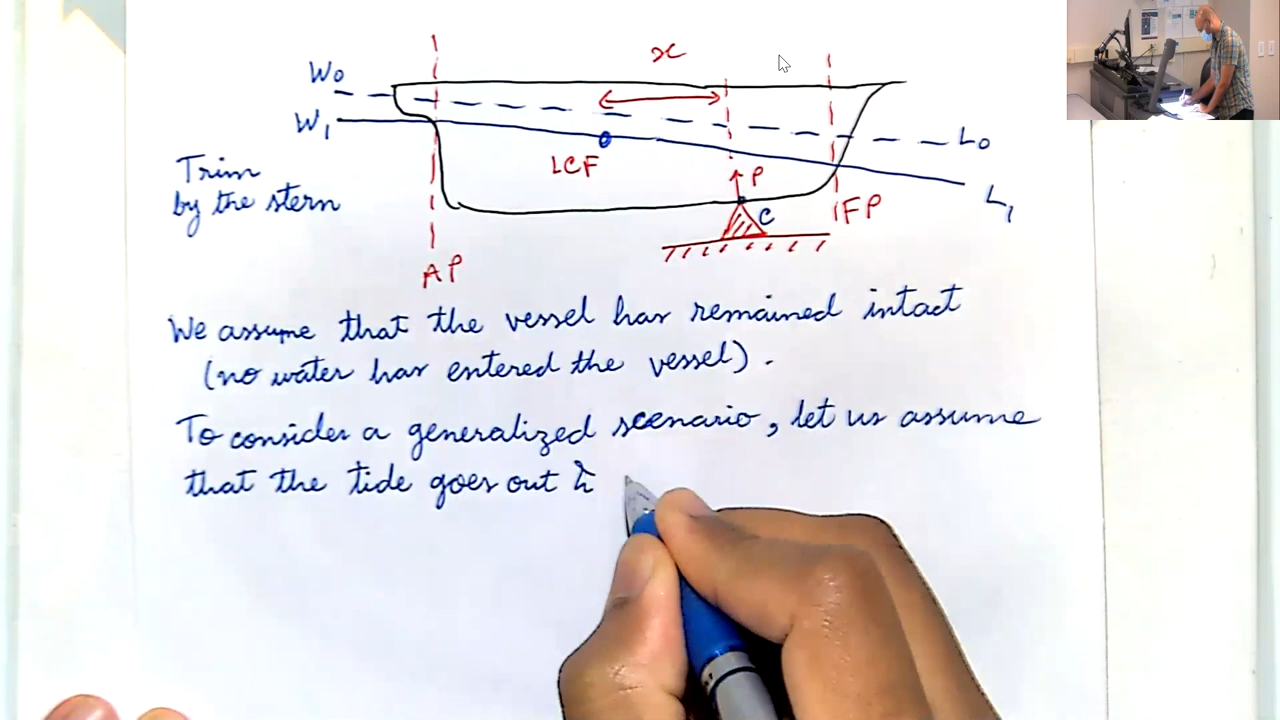 x
W0
W1
L0
Trim
by the stern
LCF
P
C
FP
L1
AP
We assume that the vessel has remained intact
(no water has entered the vessel).
To consider a generalized scenario, let us assume
that the tide goes out &